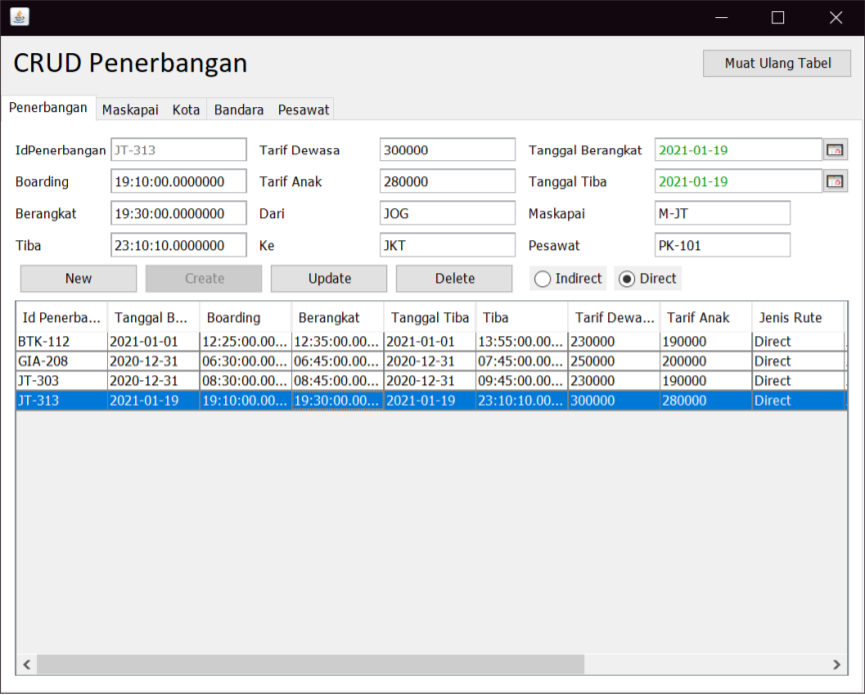 CRUD Penerbangan
Muat Ulang Tabel
Penerbangan Maskapai Kota Bandara Pesawat
IdPenerbangan JT-313 Tarif Dewasa 300000 Tanggal Berangkat 2021-01-19
Boarding 19:10:00.0000000 Tarif Anak 280000 Tanggal Tiba 2021-01-19
Berangkat 19:30:00.0000000 Dari JOG Maskapai M-JT
Tiba 23:10:10.0000000 Ke JKT Pesawat PK-101
New Create Update Delete Indirect Direct
Id Penerba... Tanggal B... Boarding Berangkat Tanggal Tiba Tiba Tarif Dewa... Tarif Anak Jenis Rute
BTK-112 2021-01-01 12:25:00.00... 12:35:00.00... 2021-01-01 13:55:00.00... 230000 190000 Direct
GIA-208 2020-12-31 06:30:00.00... 06:45:00.00... 2020-12-31 07:45:00.00... 250000 200000 Direct
JT-303 2020-12-31 08:30:00.00... 08:45:00.00... 2020-12-31 09:45:00.00... 230000 190000 Direct
JT-313 2021-01-19 19:10:00.00... 19:30:00.00... 2021-01-19 23:10:10.00... 300000 280000 Direct